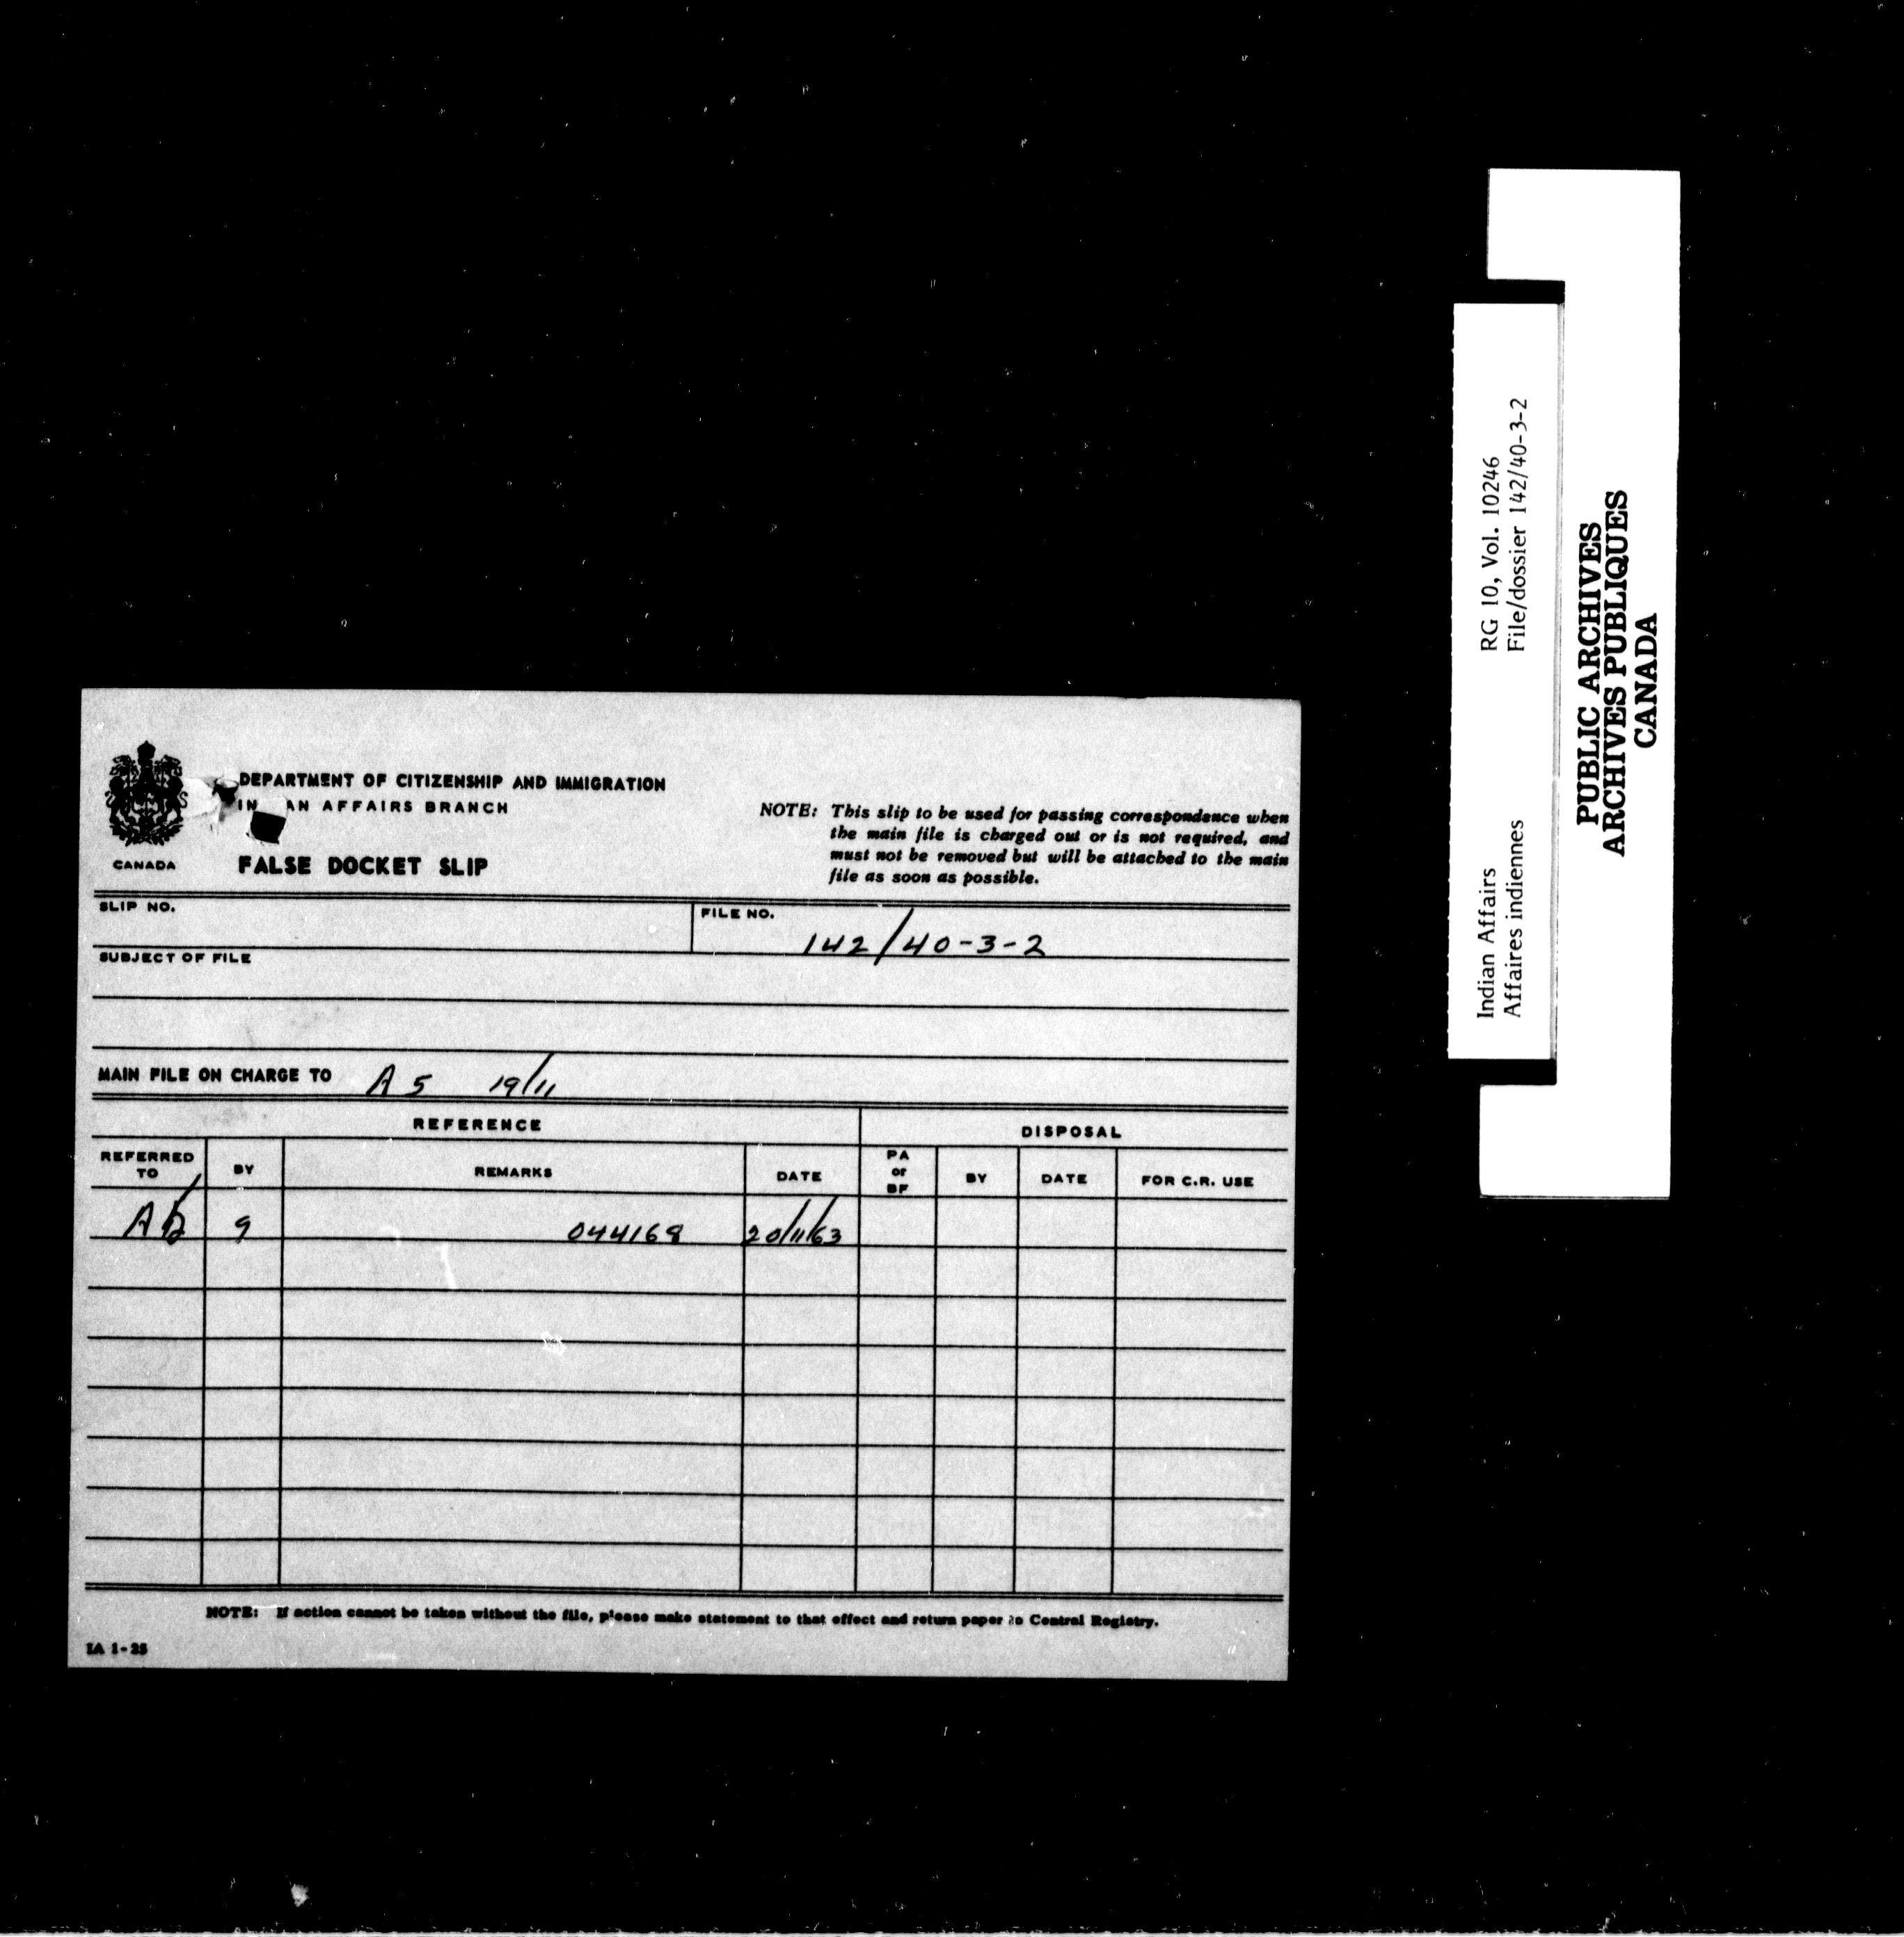 DEPARTMENT OF CITIZENSHIP AND IMMIGRATION
IN AN AFFAIRS BRANCH
CANADA
FALSE DOCKET SLIP
NOTE: This slip to be used for passing correspondence when
the main file is charged out or is not required, and
must not be removed but will be attached to the main
file as soon as possible.
SLIP NO.
FILE NO.
142/40-3-2
SUBJECT OF FILE
MAIN FILE ON CHARGE TO A 5 19/11
REFERENCE
DISPOSAL
REFERRED
TO
BY
REMARKS
DATE
PA
or
BF
BY
DATE
FOR C.R. USE
9 044168 20/11/63
NOTE: If action cannot be taken without the file, please make statement to that effect and return paper to Central Registry.
IA 1-25
Indian Affairs RG 10, Vol. 10246
Affaires indiennes File/dossier 142/40-3-2
PUBLIC ARCHIVES
ARCHIVES PUBLIQUES
CANADA